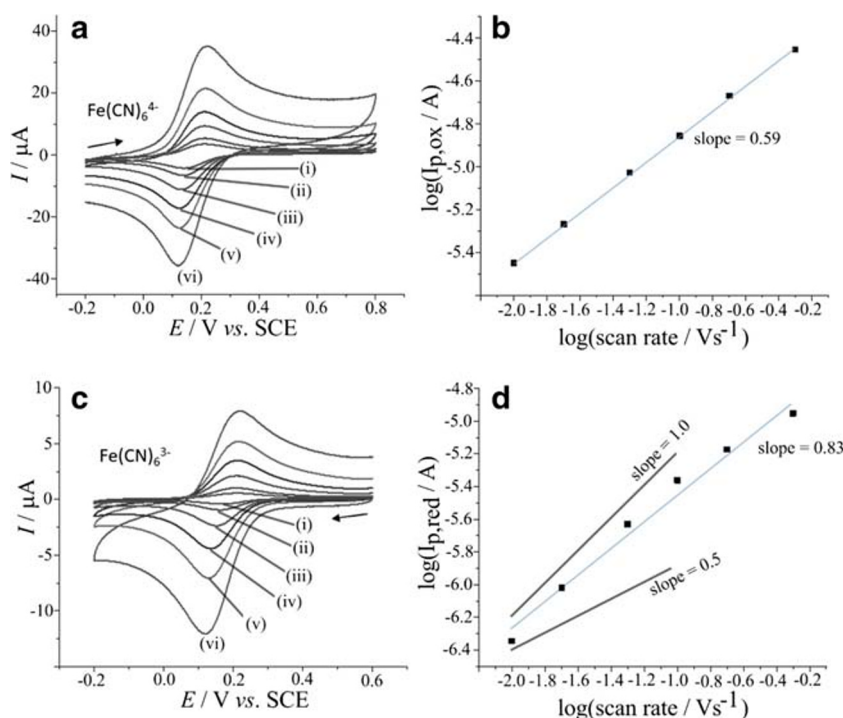 a
40
20
0
-20
-40
I / μA
Fe(CN)₆⁴⁻
(i)
(ii)
(iii)
(iv)
(v)
(vi)
-0.2 0.0 0.2 0.4 0.6 0.8
E / V vs. SCE
b
-4.4
-4.6
-4.8
-5.0
-5.2
-5.4
log(Ip,ox / A)
slope = 0.59
-2.0 -1.8 -1.6 -1.4 -1.2 -1.0 -0.8 -0.6 -0.4 -0.2
log(scan rate / Vs⁻¹)
c
10
5
0
-5
-10
I / μA
Fe(CN)₆³⁻
(i)
(ii)
(iii)
(iv)
(v)
(vi)
-0.2 0.0 0.2 0.4 0.6
E / V vs. SCE
d
-4.8
-5.0
-5.2
-5.4
-5.6
-5.8
-6.0
-6.2
-6.4
log(Ip,red / A)
slope = 1.0
slope = 0.83
slope = 0.5
-2.0 -1.8 -1.6 -1.4 -1.2 -1.0 -0.8 -0.6 -0.4 -0.2
log(scan rate / Vs⁻¹)